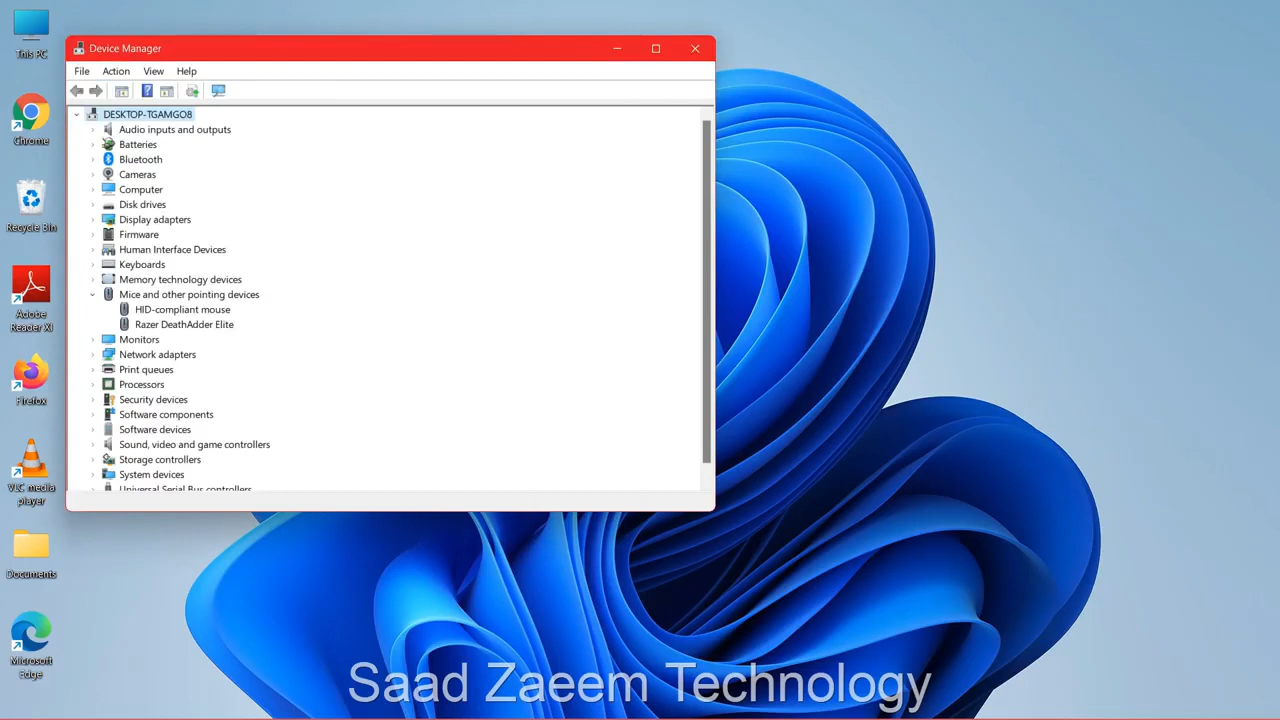 This PC
Chrome
Recycle Bin
Adobe
Reader XI
Firefox
VLC media
player
Documents
Microsoft
Edge
Device Manager
File Action View Help
DESKTOP-TGAMGO8
Audio inputs and outputs
Batteries
Bluetooth
Cameras
Computer
Disk drives
Display adapters
Firmware
Human Interface Devices
Keyboards
Memory technology devices
Mice and other pointing devices
HID-compliant mouse
Razer DeathAdder Elite
Monitors
Network adapters
Print queues
Processors
Security devices
Software components
Software devices
Sound, video and game controllers
Storage controllers
System devices
Universal Serial Bus controllers
Saad Zaeem Technology